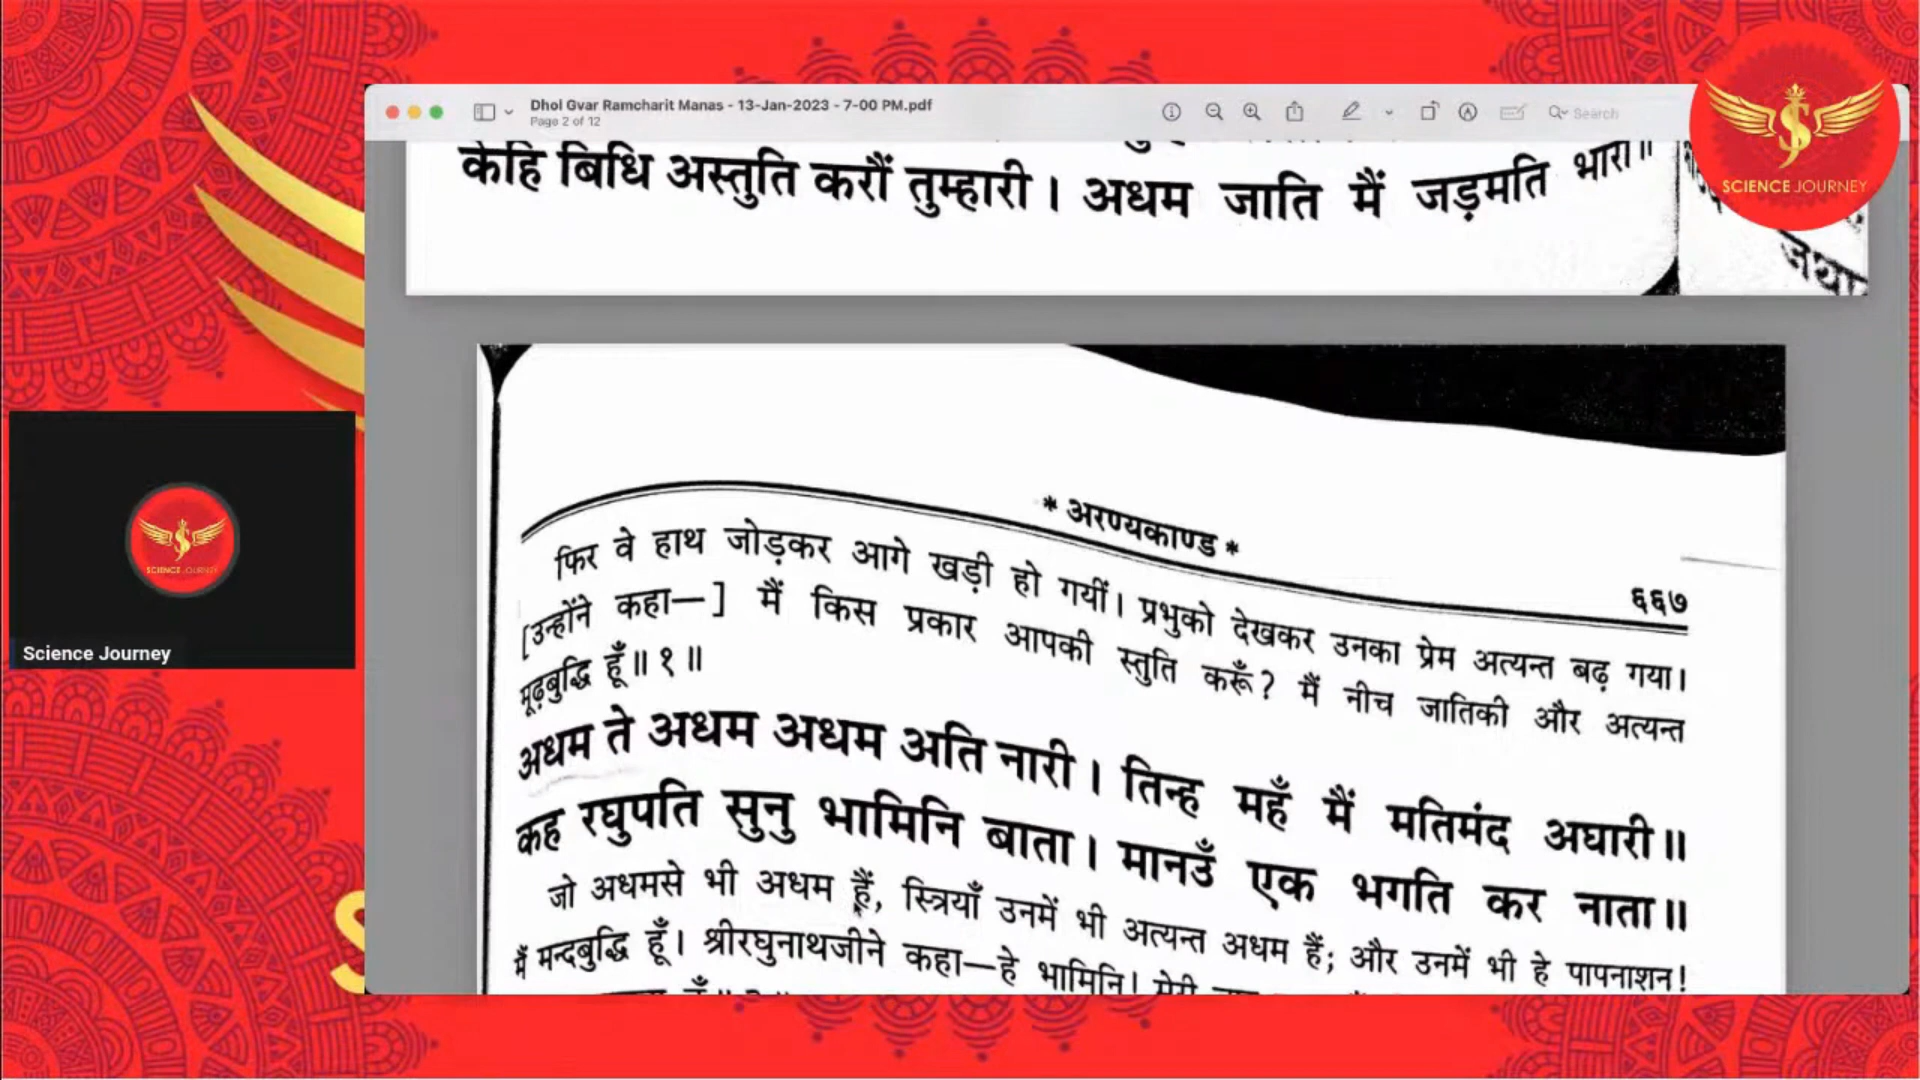 Dhol Gvar Ramcharit Manas - 13-Jan-2023 - 7-00 PM.pdf
Page 2 of 12
Search
SCIENCE JOURNEY
केहि बिधि अस्तुति करौं तुम्हारी । अधम जाति मैं जड़मति भारी ॥
* अरण्यकाण्ड *
६६७
फिर वे हाथ जोड़कर आगे खड़ी हो गयीं। प्रभुको देखकर उनका प्रेम अत्यन्त बढ़ गया।
[उन्होंने कहा—] मैं किस प्रकार आपकी स्तुति करूँ? मैं नीच जातिकी और अत्यन्त
मूढ़बुद्धि हूँ॥ १ ॥
अधम ते अधम अधम अति नारी । तिन्ह महँ मैं मतिमंद अघारी ॥
कह रघुपति सुनु भामिनि बाता । मानउँ एक भगति कर नाता ॥
जो अधमसे भी अधम हैं, स्त्रियाँ उनमें भी अत्यन्त अधम हैं; और उनमें भी हे पापनाशन!
मैं मन्दबुद्धि हूँ। श्रीरघुनाथजीने कहा—हे भामिनि!
SCIENCE JOURNEY
Science Journey